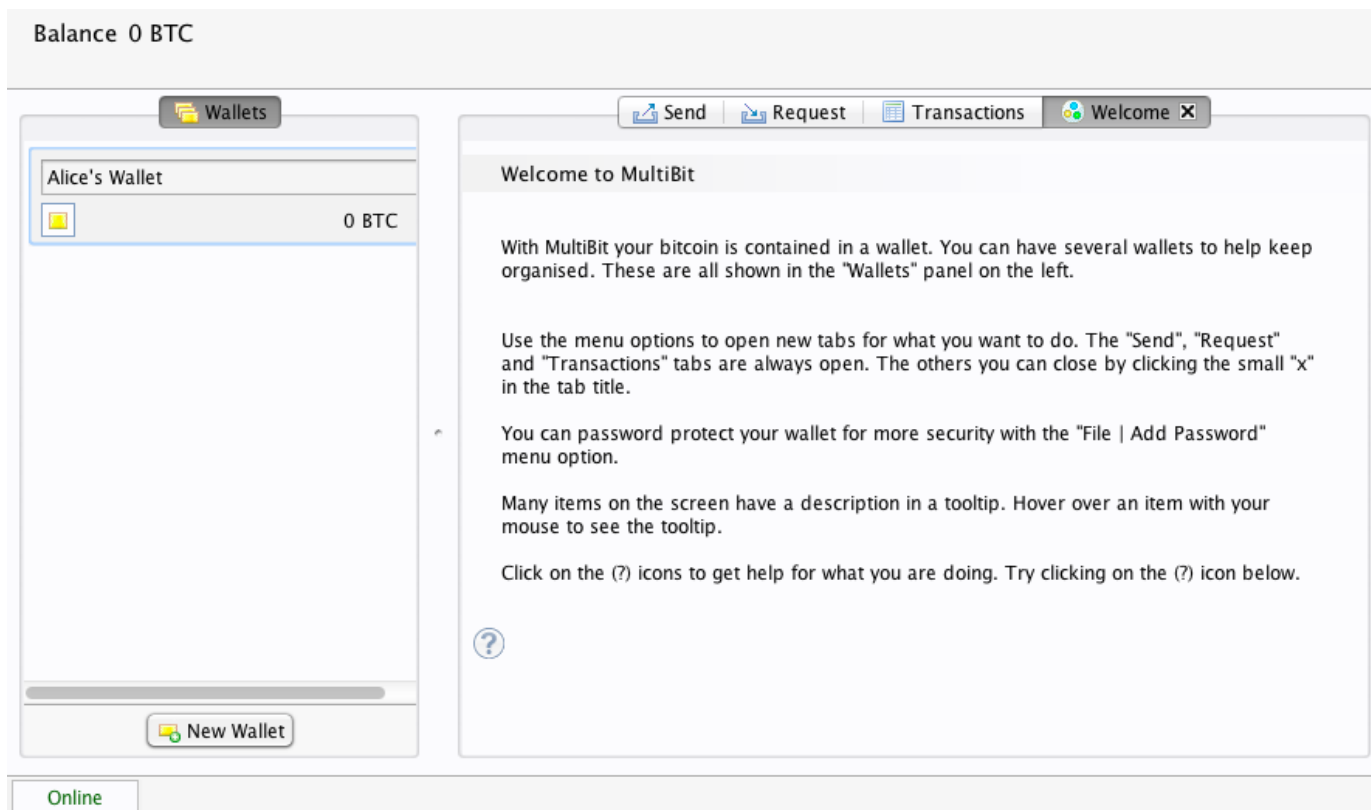 Balance 0 BTC
Wallets
Send Request Transactions Welcome
Alice's Wallet
0 BTC
New Wallet
Welcome to MultiBit
With MultiBit your bitcoin is contained in a wallet. You can have several wallets to help keep
organised. These are all shown in the "Wallets" panel on the left.
Use the menu options to open new tabs for what you want to do. The "Send", "Request"
and "Transactions" tabs are always open. The others you can close by clicking the small "x"
in the tab title.
You can password protect your wallet for more security with the "File | Add Password"
menu option.
Many items on the screen have a description in a tooltip. Hover over an item with your
mouse to see the tooltip.
Click on the (?) icons to get help for what you are doing. Try clicking on the (?) icon below.
?
Online